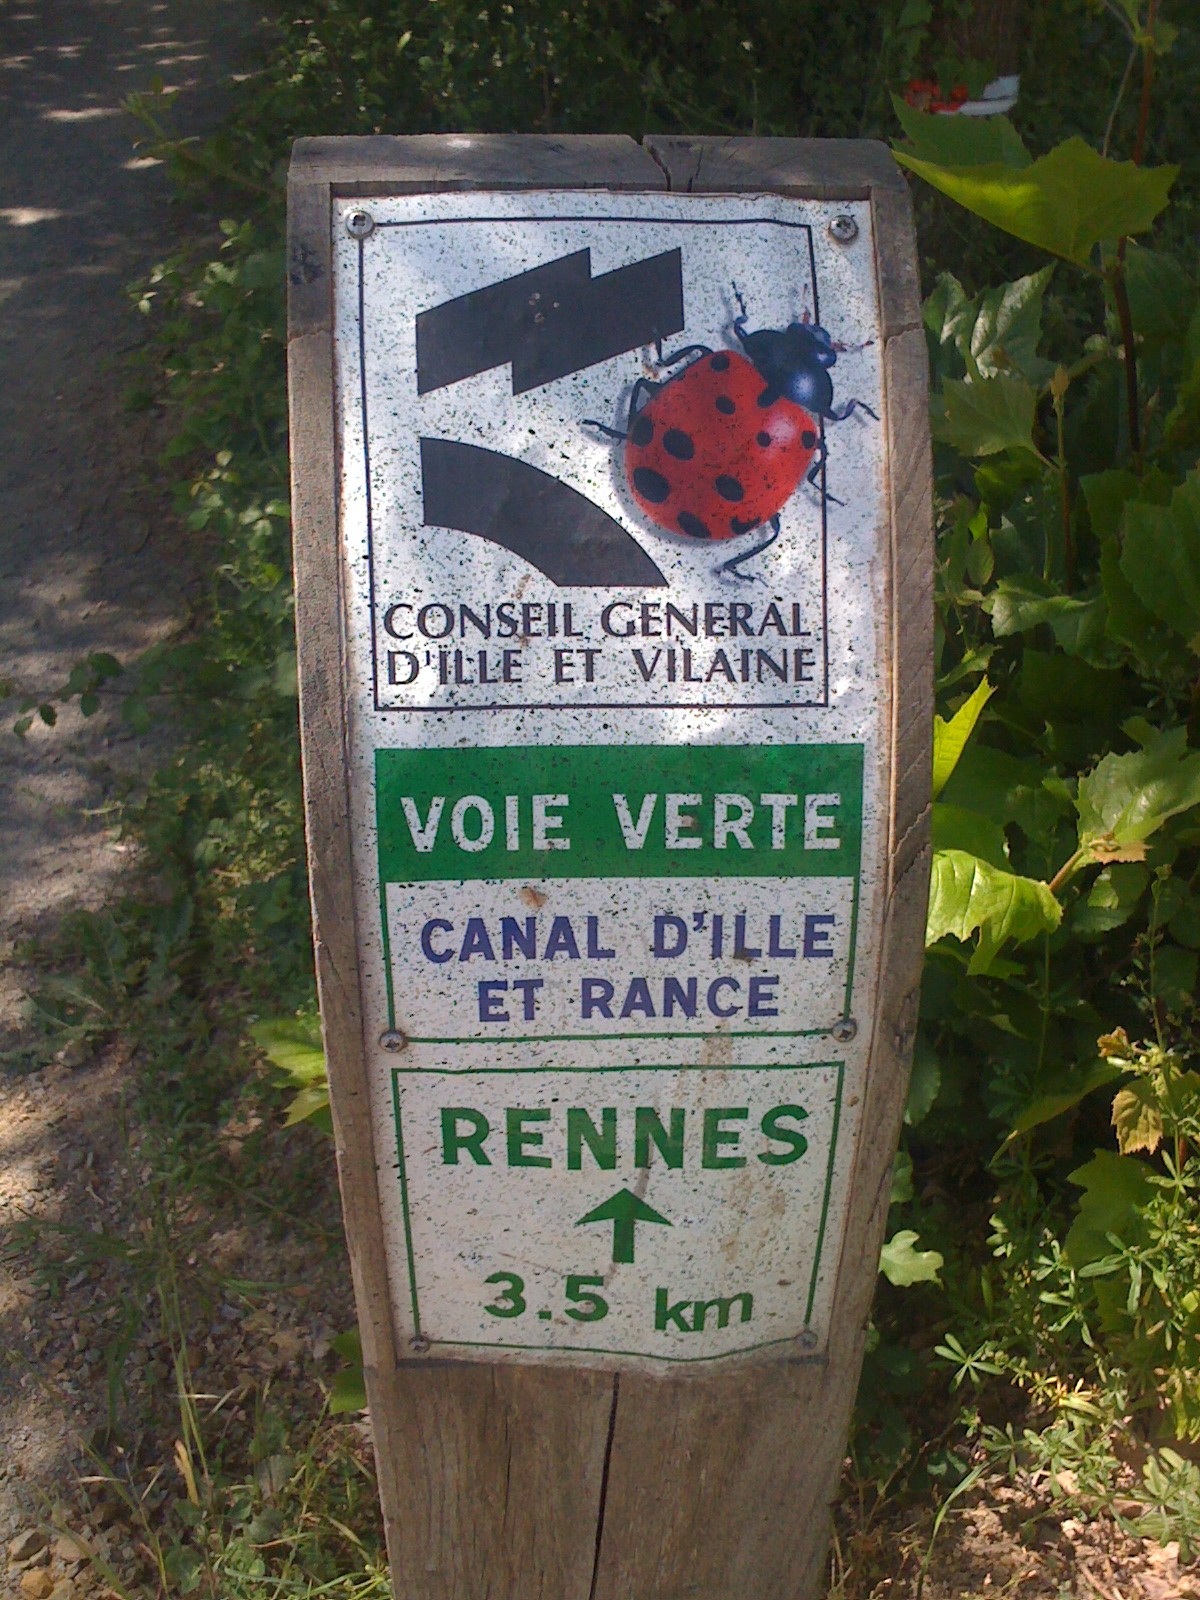 CONSEIL GENERAL
D'ILLE ET VILAINE
VOIE VERTE
CANAL D'ILLE
ET RANCE
RENNES
3.5 km